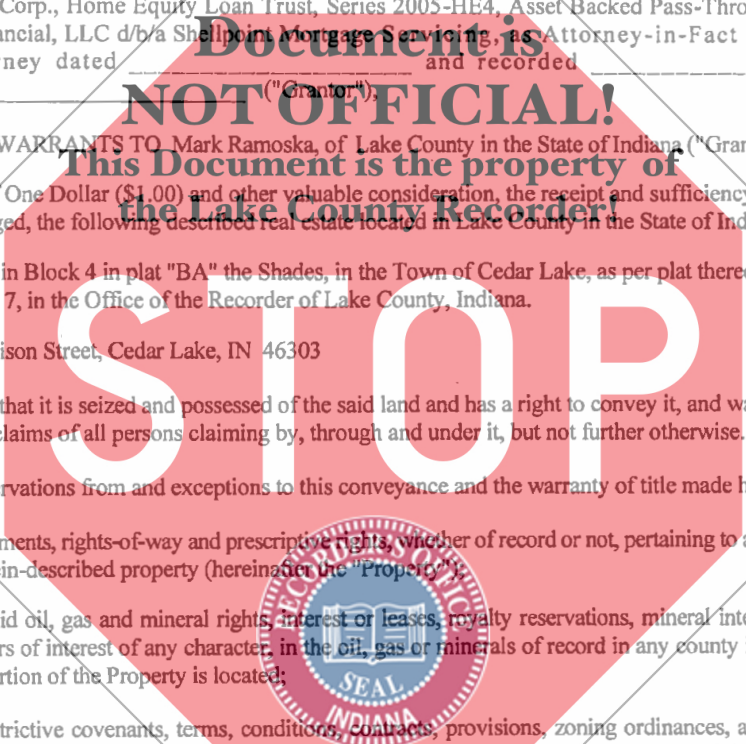 Corp., Home Equity Loan Trust, Series 2005-HE4, Asset Backed Pass-Thro
ncial, LLC d/b/a Shellpoint Mortgage Servicing, as Attorney-in-Fact
Document is
ney dated and recorded
("Grantor"),
NOT OFFICIAL!
WARRANTS TO Mark Ramoska, of Lake County in the State of Indiana ("Gran
This Document is the property of
One Dollar ($1.00) and other valuable consideration, the receipt and sufficiency
the Lake County Recorder!
ged, the following described real estate located in Lake County in the State of Ind
in Block 4 in plat "BA" the Shades, in the Town of Cedar Lake, as per plat thereo
7, in the Office of the Recorder of Lake County, Indiana.
ison Street, Cedar Lake, IN 46303
STOP
that it is seized and possessed of the said land and has a right to convey it, and wa
claims of all persons claiming by, through and under it, but not further otherwise.
rvations from and exceptions to this conveyance and the warranty of title made h
ments, rights-of-way and prescriptive rights, whether of record or not, pertaining to a
in-described property (hereinafter the "Property");
id oil, gas and mineral rights, interest or leases, royalty reservations, mineral inte
rs of interest of any character, in the oil, gas or minerals of record in any county
rtion of the Property is located;
RECORDER'S OFFICE
SEAL
INDIANA
trictive covenants, terms, conditions, contracts, provisions, zoning ordinances, a